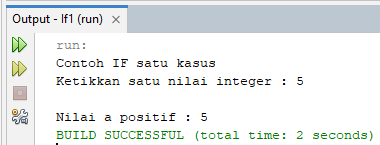 Output - If1 (run) ×
run:
Contoh IF satu kasus
Ketikkan satu nilai integer : 5
Nilai a positif : 5
BUILD SUCCESSFUL (total time: 2 seconds)